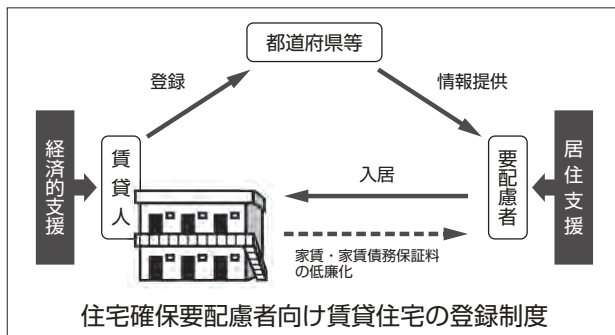 都道府県等
登録
情報提供
経済的支援
賃貸人
入居
要配慮者
居住支援
家賃・家賃債務保証料
の低廉化
住宅確保要配慮者向け賃貸住宅の登録制度